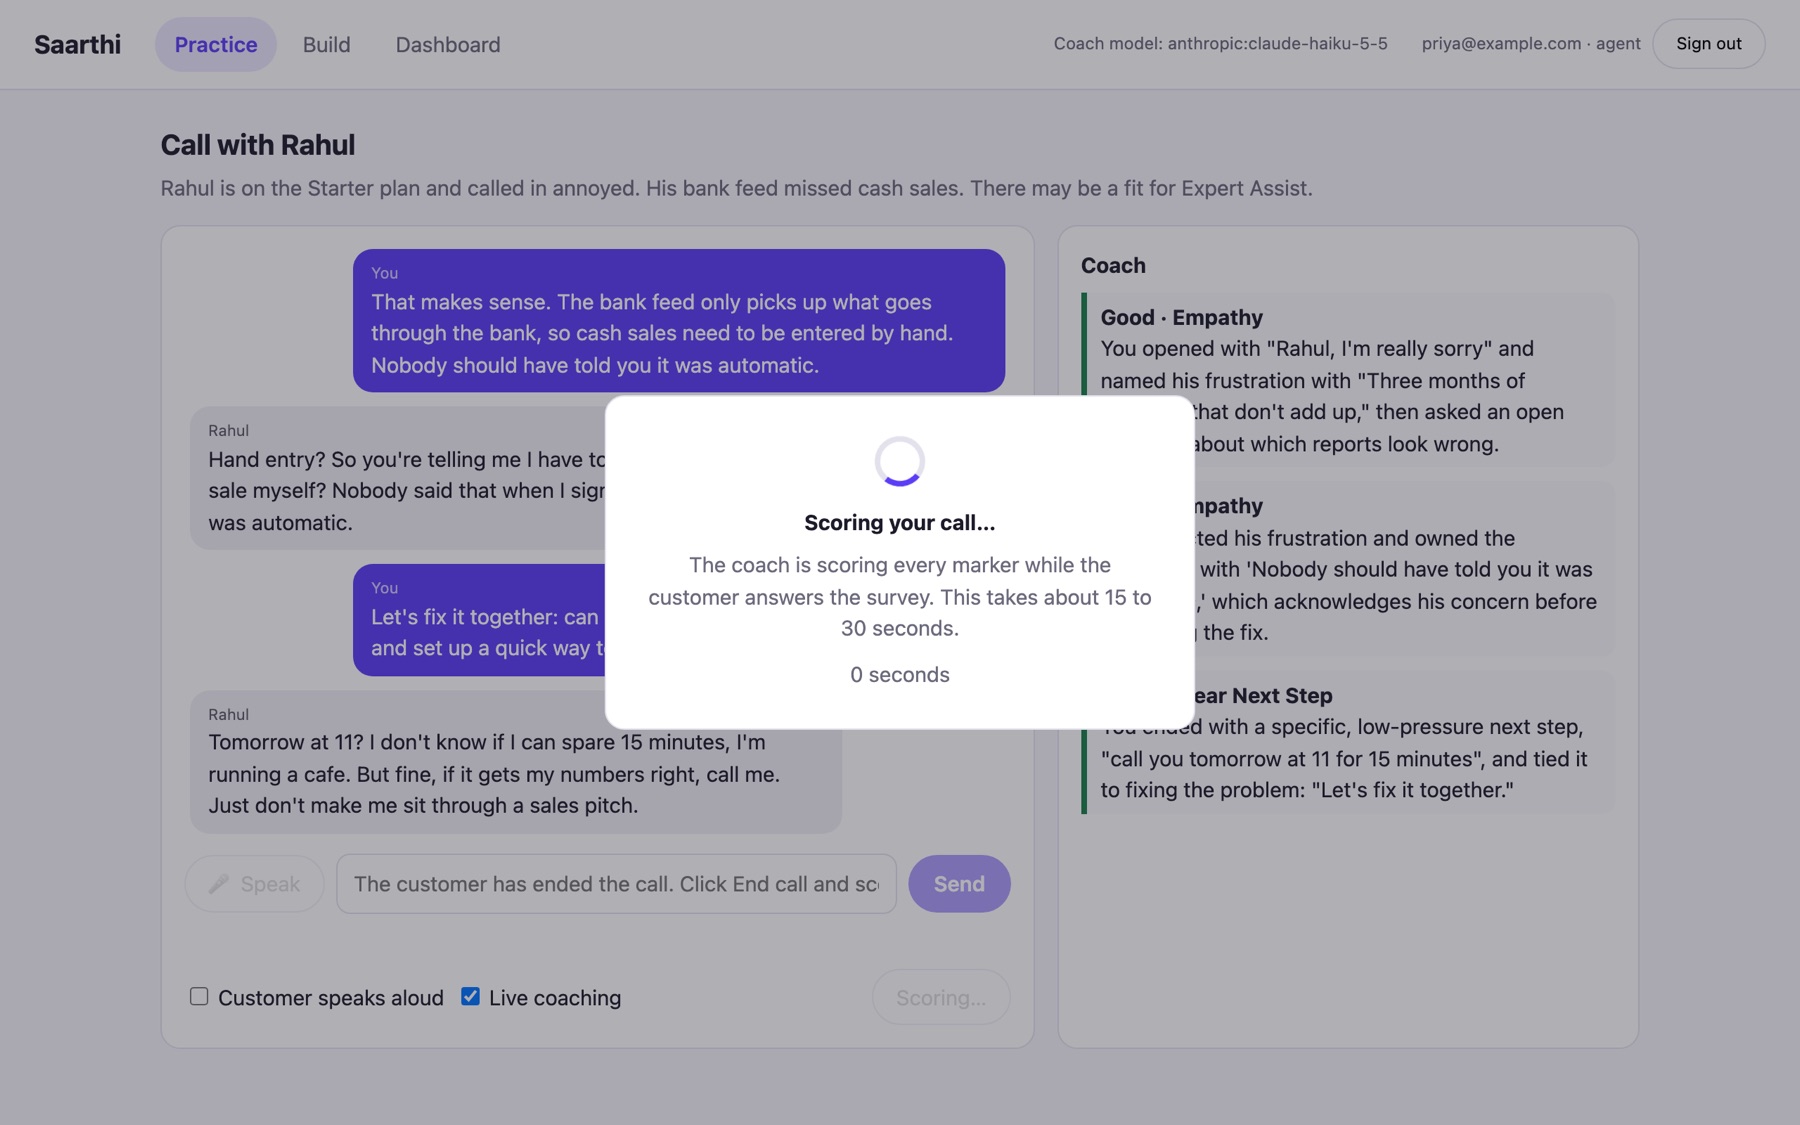 Saarthi
Practice
Build
Dashboard
Coach model: anthropic:claude-haiku-5-5
priya@example.com · agent
Sign out
Call with Rahul
Rahul is on the Starter plan and called in annoyed. His bank feed missed cash sales. There may be a fit for Expert Assist.
You
That makes sense. The bank feed only picks up what goes
through the bank, so cash sales need to be entered by hand.
Nobody should have told you it was automatic.
Rahul
Hand entry? So you're telling me I have
sale myself? Nobody said that when I
was automatic.
You
Let's fix it together: can
and set up a quick way
Rahul
Tomorrow at 11? I don't know if I can spare 15 minutes, I'm
running a cafe. But fine, if it gets my numbers right, call me.
Just don't make me sit through a sales pitch.
Speak
The customer has ended the call. Click End call and
Send
Customer speaks aloud
Live coaching
Scoring...
Scoring your call...
The coach is scoring every marker while the
customer answers the survey. This takes about 15 to
30 seconds.
0 seconds
Coach
Good · Empathy
You opened with "Rahul, I'm really sorry" and
named his frustration with "Three months of
that don't add up," then asked an open
about which reports look wrong.
his frustration and owned the
with 'Nobody should have told you it was
,' which acknowledges his concern before
the fix.
Next Step
with a specific, low-pressure next step,
"call you tomorrow at 11 for 15 minutes", and tied it
to fixing the problem: "Let's fix it together."